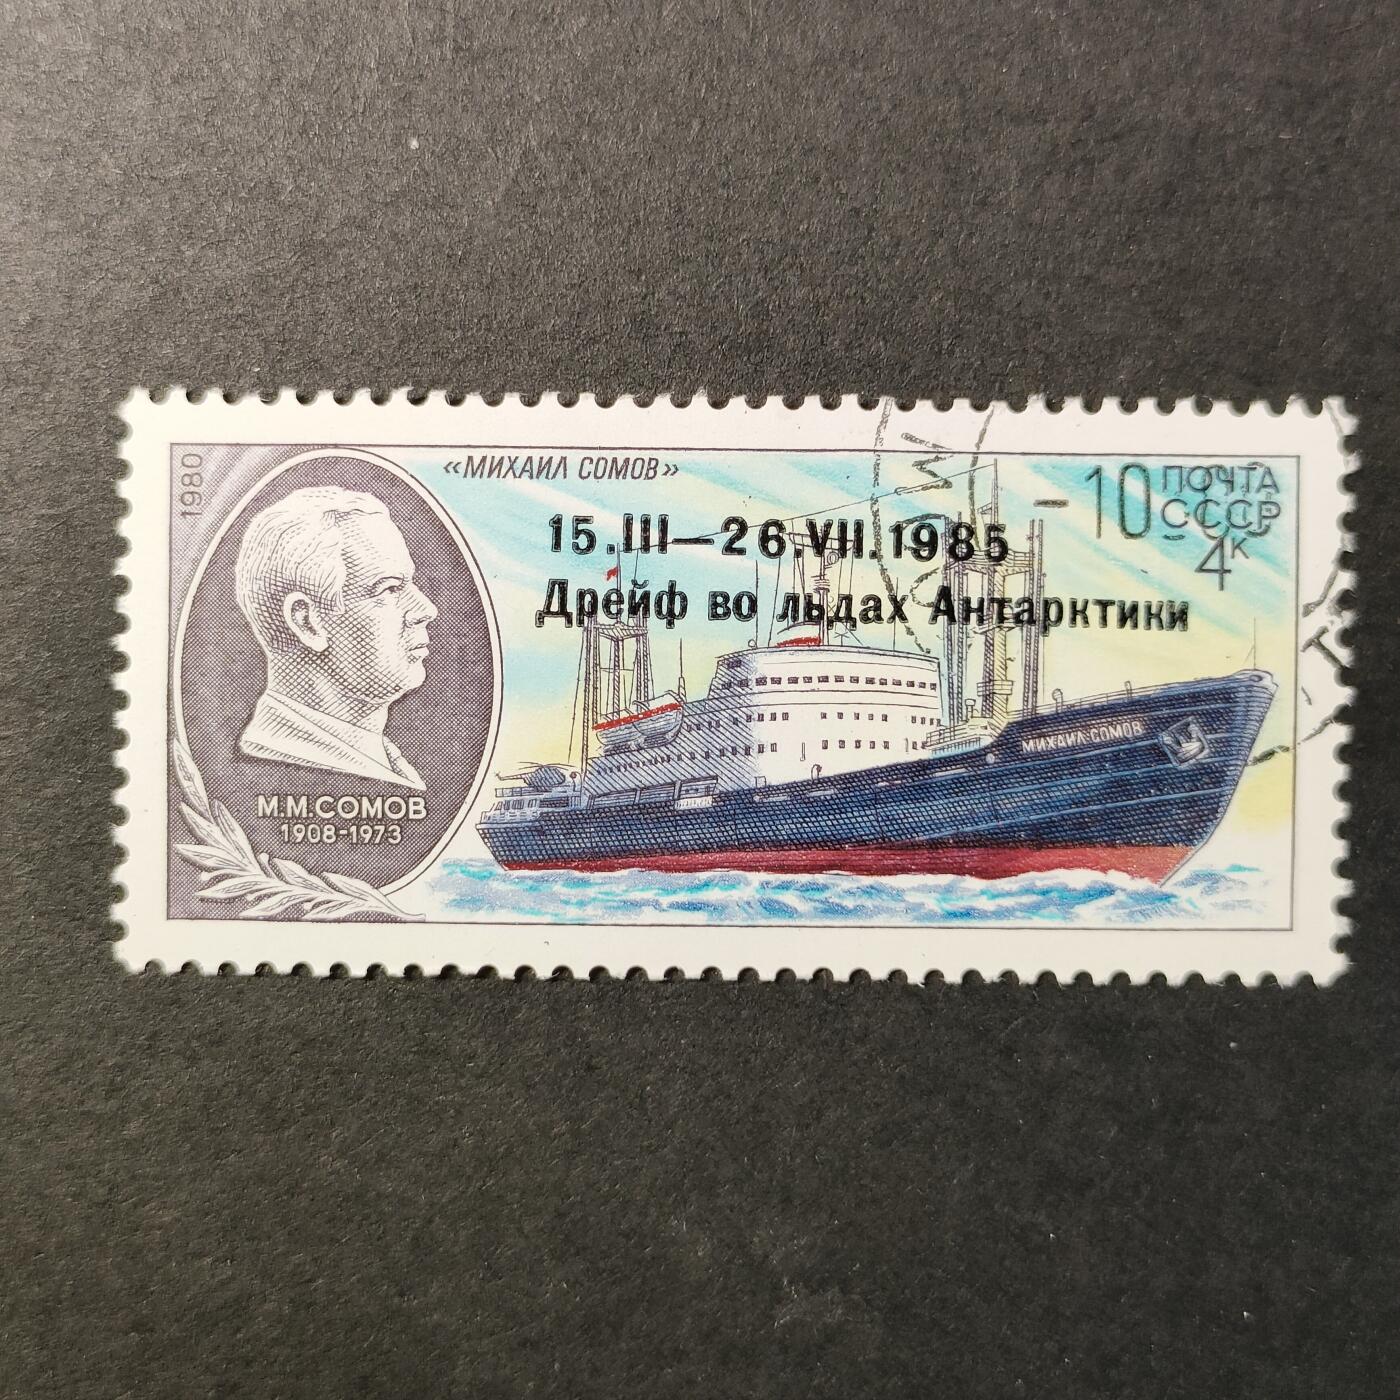 1980
«МИХАИЛ СОМОВ»
-10 ПОЧТА
СССР
4К
15.III—26.VII.1985
Дрейф во льдах Антарктики
МИХАИЛ СОМОВ
М.М.СОМОВ
1908-1973